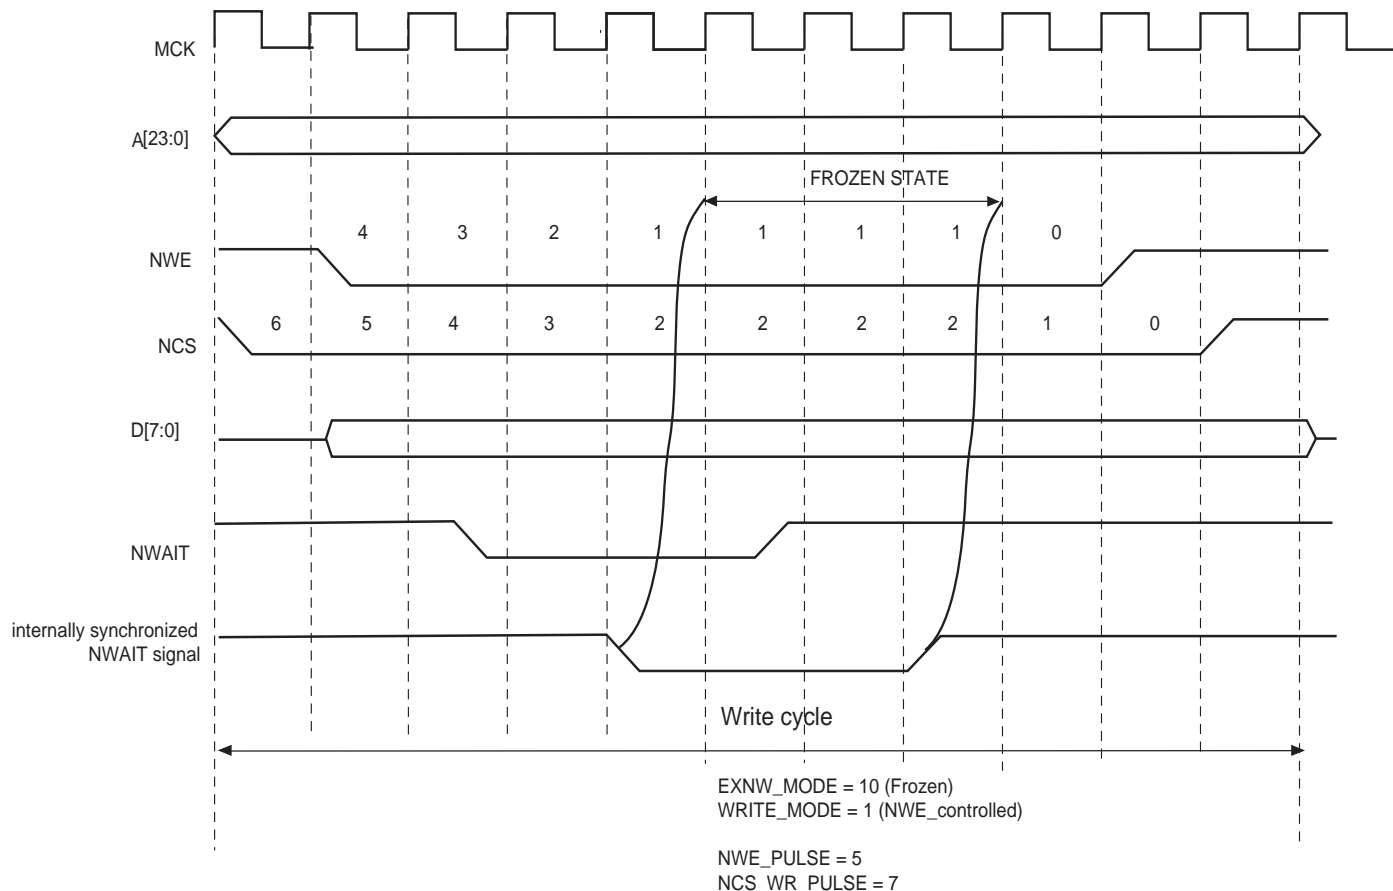 MCK
A[23:0]
FROZEN STATE
4 3 2 1 1 1 1 0
NWE
6 5 4 3 2 2 2 2 1 0
NCS
D[7:0]
NWAIT
internally synchronized
NWAIT signal
Write cycle
EXNW_MODE = 10 (Frozen)
WRITE_MODE = 1 (NWE_controlled)
NWE_PULSE = 5
NCS_WR_PULSE = 7